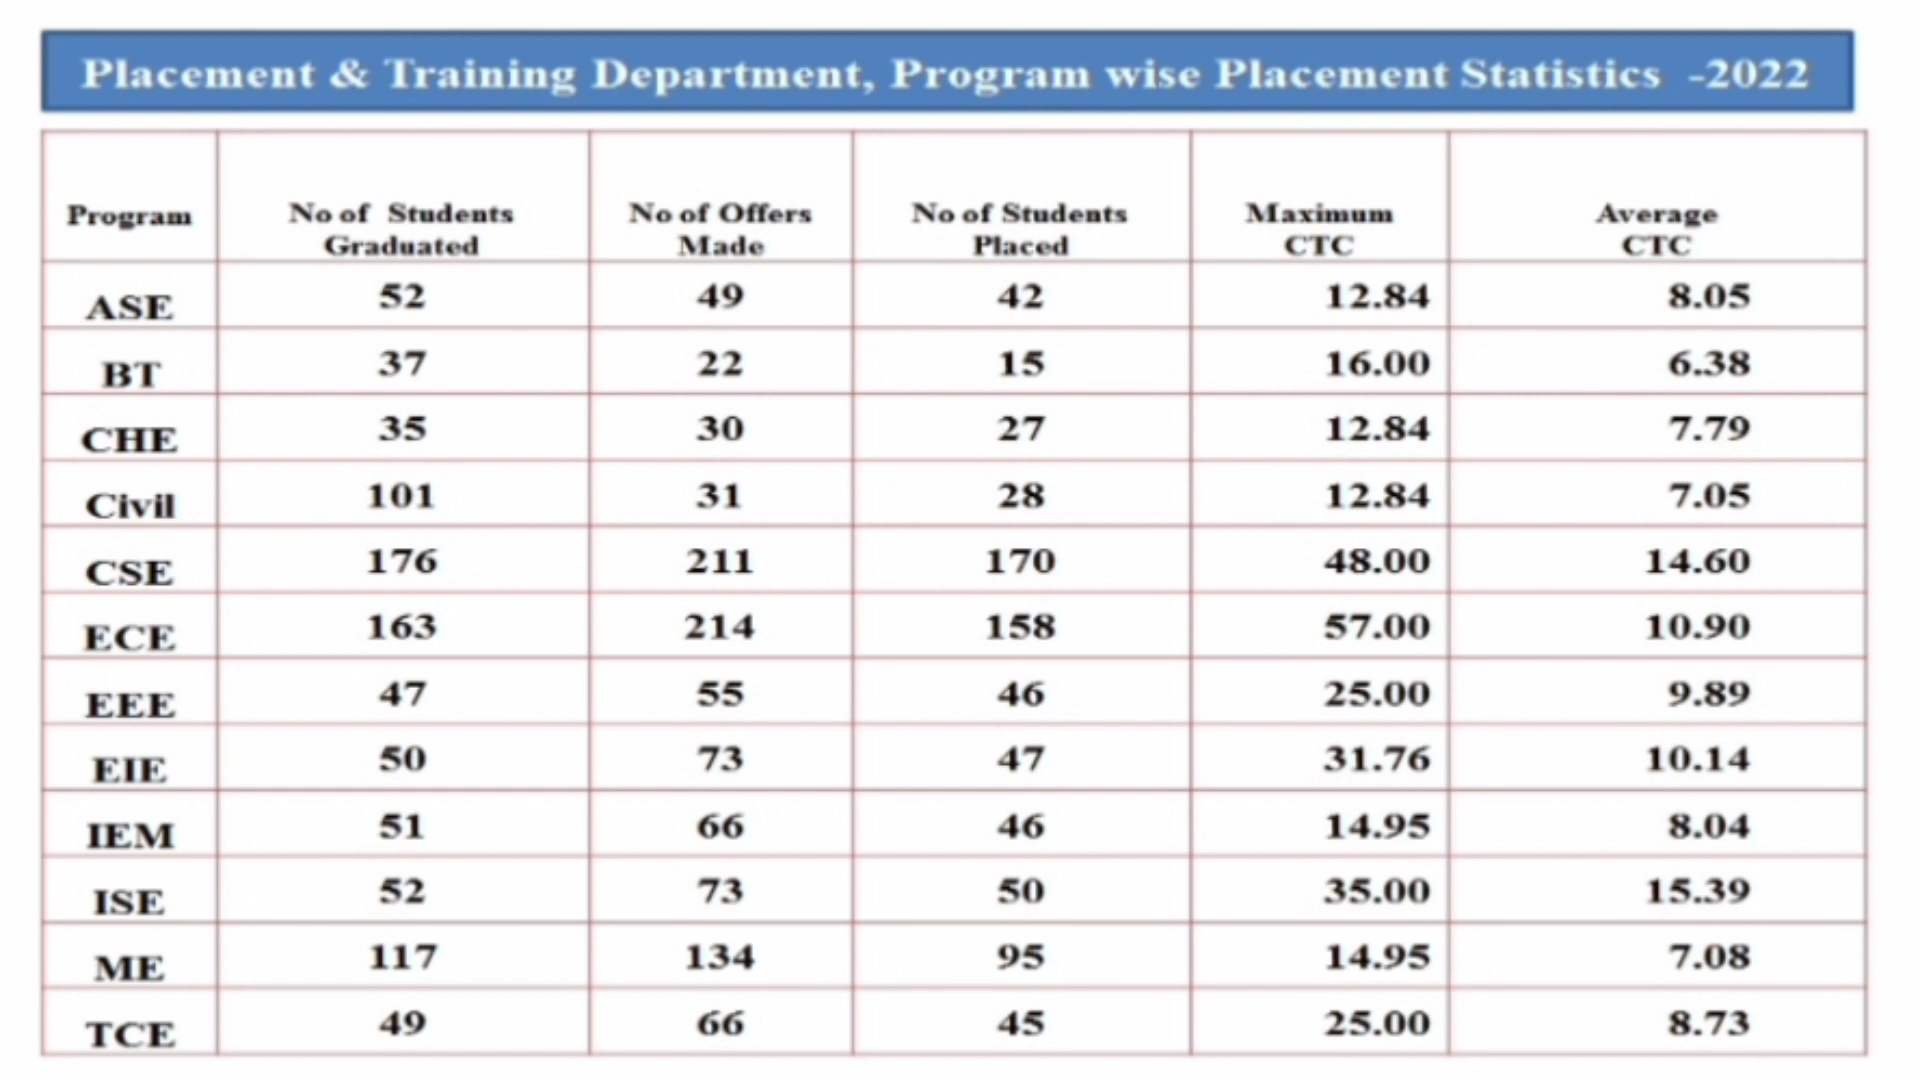 Placement & Training Department, Program wise Placement Statistics -2022
Program No of Students Graduated No of Offers Made No of Students Placed Maximum CTC Average CTC
ASE 52 49 42 12.84 8.05
BT 37 22 15 16.00 6.38
CHE 35 30 27 12.84 7.79
Civil 101 31 28 12.84 7.05
CSE 176 211 170 48.00 14.60
ECE 163 214 158 57.00 10.90
EEE 47 55 46 25.00 9.89
EIE 50 73 47 31.76 10.14
IEM 51 66 46 14.95 8.04
ISE 52 73 50 35.00 15.39
ME 117 134 95 14.95 7.08
TCE 49 66 45 25.00 8.73